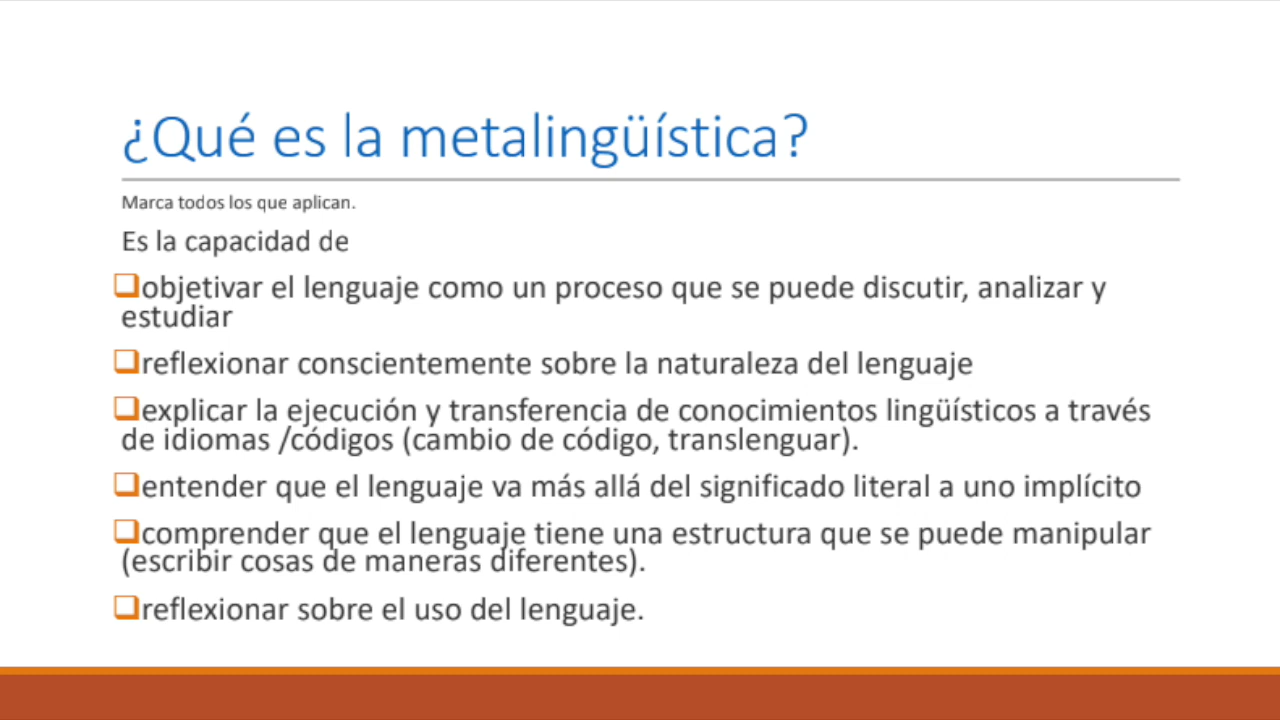 ¿Qué es la metalingüística?
Marca todos los que aplican.
Es la capacidad de
objetivar el lenguaje como un proceso que se puede discutir, analizar y
estudiar
reflexionar conscientemente sobre la naturaleza del lenguaje
explicar la ejecución y transferencia de conocimientos lingüísticos a través
de idiomas /códigos (cambio de código, translenguar).
entender que el lenguaje va más allá del significado literal a uno implícito
comprender que el lenguaje tiene una estructura que se puede manipular
(escribir cosas de maneras diferentes).
reflexionar sobre el uso del lenguaje.